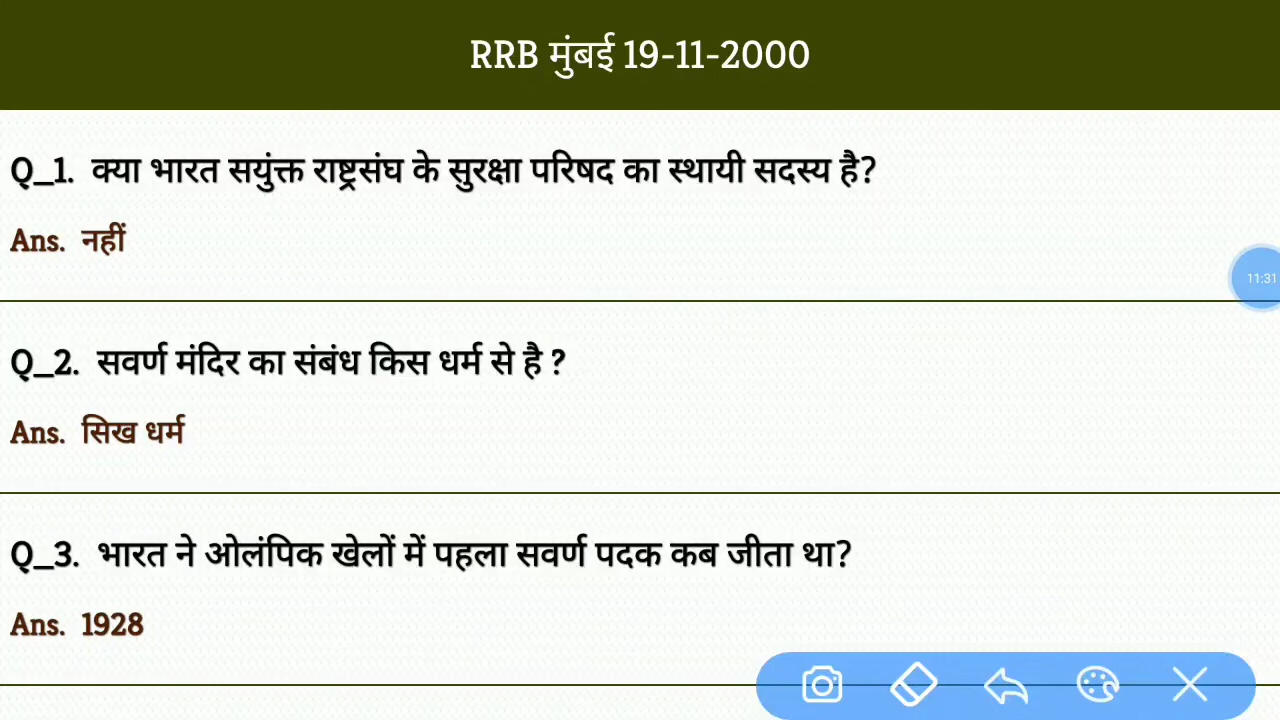 RRB मुंबई 19-11-2000
Q_1. क्या भारत सयुंक्त राष्ट्रसंघ के सुरक्षा परिषद का स्थायी सदस्य है?
Ans. नहीं
11:31
Q_2. सवर्ण मंदिर का संबंध किस धर्म से है ?
Ans. सिख धर्म
Q_3. भारत ने ओलंपिक खेलों में पहला सवर्ण पदक कब जीता था?
Ans. 1928